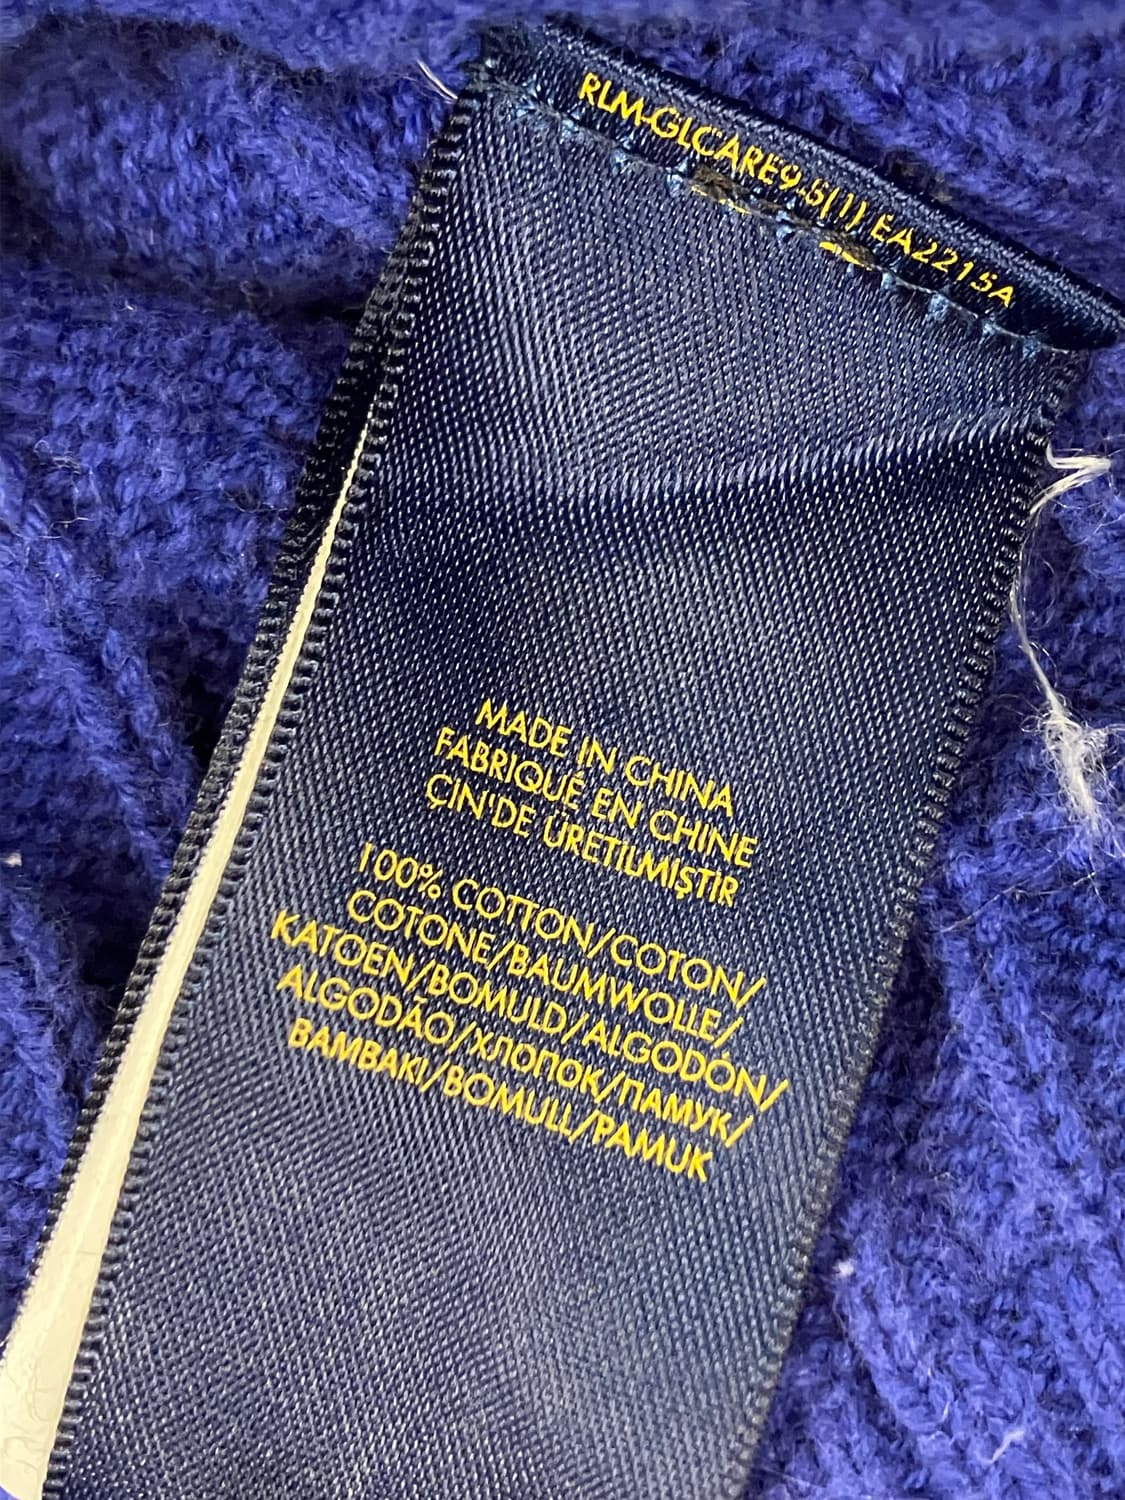 RLM-GLCARE9.5(1) EA2215A
MADE IN CHINA
FABRIQUÉ EN CHINE
ÇIN'DE ÜRETILMIŞTIR
100% COTTON/COTON/
COTONE/BAUMWOLLE/
KATOEN/BOMULD/ALGODÓN/
ALGODÃO/ХЛОПОК/ПАМУК/
BAMBAKI/BOMULL/PAMUK